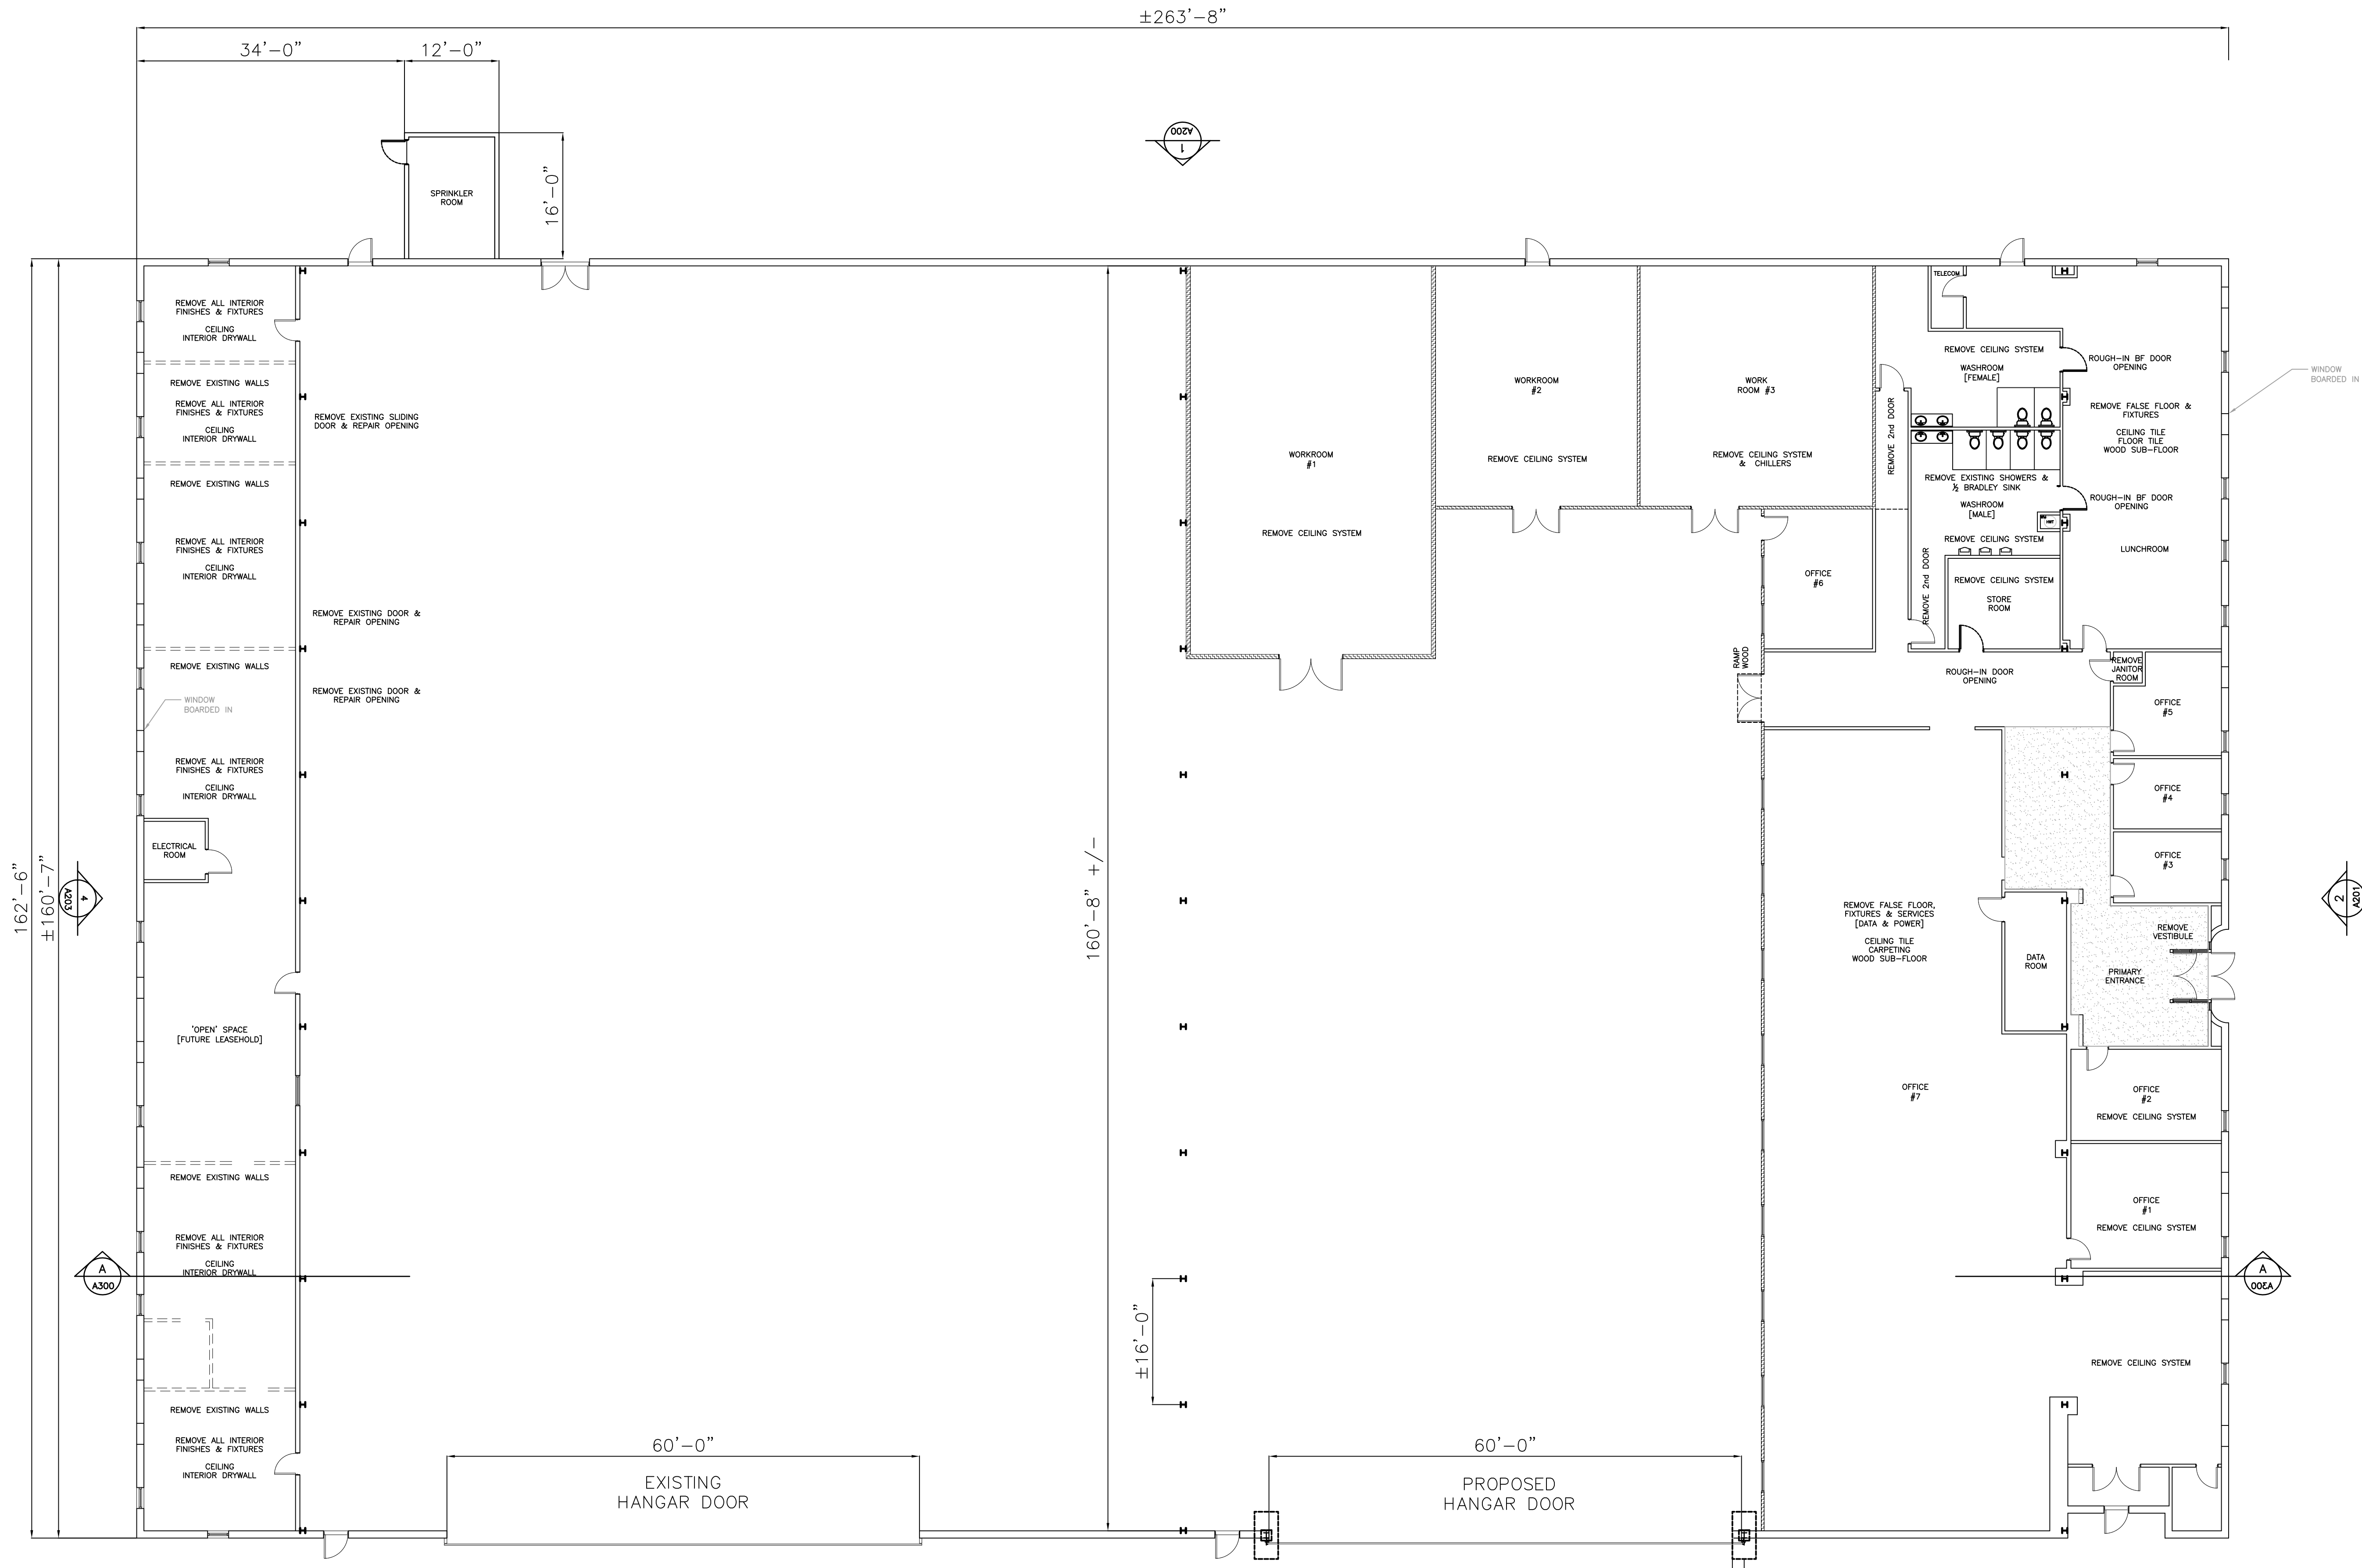 ±263'-8"
34'-0"
12'-0"
A200
1
SPRINKLER
ROOM
16'-0"
REMOVE ALL INTERIOR
FINISHES & FIXTURES
CEILING
INTERIOR DRYWALL
REMOVE EXISTING WALLS
REMOVE ALL INTERIOR
FINISHES & FIXTURES
CEILING
INTERIOR DRYWALL
REMOVE EXISTING WALLS
REMOVE ALL INTERIOR
FINISHES & FIXTURES
CEILING
INTERIOR DRYWALL
REMOVE EXISTING WALLS
WINDOW
BOARDED IN
REMOVE ALL INTERIOR
FINISHES & FIXTURES
CEILING
INTERIOR DRYWALL
ELECTRICAL
ROOM
162'-6"
±160'-7"
4
A203
'OPEN' SPACE
[FUTURE LEASEHOLD]
REMOVE EXISTING WALLS
REMOVE ALL INTERIOR
FINISHES & FIXTURES
CEILING
INTERIOR DRYWALL
A
A300
REMOVE EXISTING WALLS
REMOVE ALL INTERIOR
FINISHES & FIXTURES
CEILING
INTERIOR DRYWALL
REMOVE EXISTING SLIDING
DOOR & REPAIR OPENING
REMOVE EXISTING DOOR &
REPAIR OPENING
REMOVE EXISTING DOOR &
REPAIR OPENING
160'-8" +/-
±16'-0"
60'-0"
EXISTING
HANGAR DOOR
60'-0"
PROPOSED
HANGAR DOOR
WORKROOM
#1
REMOVE CEILING SYSTEM
WORKROOM
#2
REMOVE CEILING SYSTEM
WORK
ROOM #3
REMOVE CEILING SYSTEM
& CHILLERS
OFFICE
#6
RAMP
WOOD
REMOVE 2nd DOOR
REMOVE 2nd DOOR
TELECOM
REMOVE CEILING SYSTEM
WASHROOM
[FEMALE]
REMOVE EXISTING SHOWERS &
½ BRADLEY SINK
WASHROOM
[MALE]
HWT
REMOVE CEILING SYSTEM
REMOVE CEILING SYSTEM
STORE
ROOM
ROUGH-IN DOOR
OPENING
ROUGH-IN BF DOOR
OPENING
REMOVE FALSE FLOOR &
FIXTURES
CEILING TILE
FLOOR TILE
WOOD SUB-FLOOR
ROUGH-IN BF DOOR
OPENING
LUNCHROOM
WINDOW
BOARDED IN
REMOVE
JANITOR
ROOM
OFFICE
#5
OFFICE
#4
OFFICE
#3
REMOVE FALSE FLOOR,
FIXTURES & SERVICES
[DATA & POWER]
CEILING TILE
CARPETING
WOOD SUB-FLOOR
DATA
ROOM
REMOVE
VESTIBULE
PRIMARY
ENTRANCE
2
A201
OFFICE
#7
OFFICE
#2
REMOVE CEILING SYSTEM
OFFICE
#1
REMOVE CEILING SYSTEM
A
A300
REMOVE CEILING SYSTEM